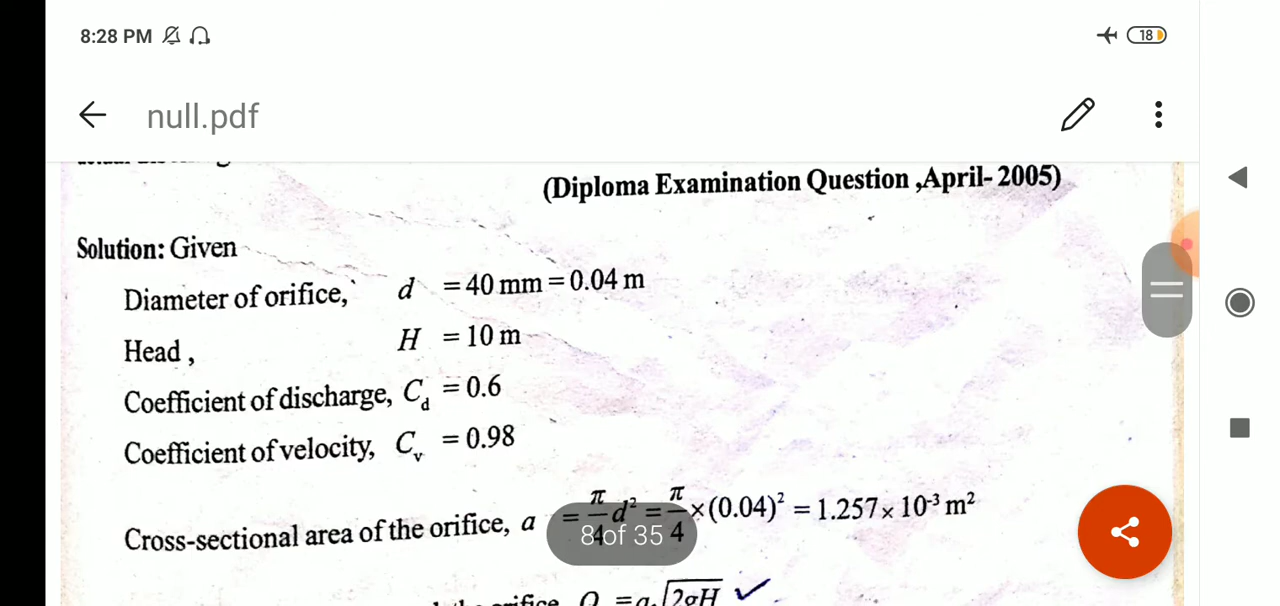 8:28 PM
18
null.pdf
(Diploma Examination Question ,April- 2005)
Solution: Given
Diameter of orifice, d = 40 mm = 0.04 m
Head , H = 10 m
Coefficient of discharge, C_d = 0.6
Coefficient of velocity, C_v = 0.98
Cross-sectional area of the orifice, a = π/4 d² = π/4 × (0.04)² = 1.257 × 10⁻³ m²
8 of 35
Q = a √2gH